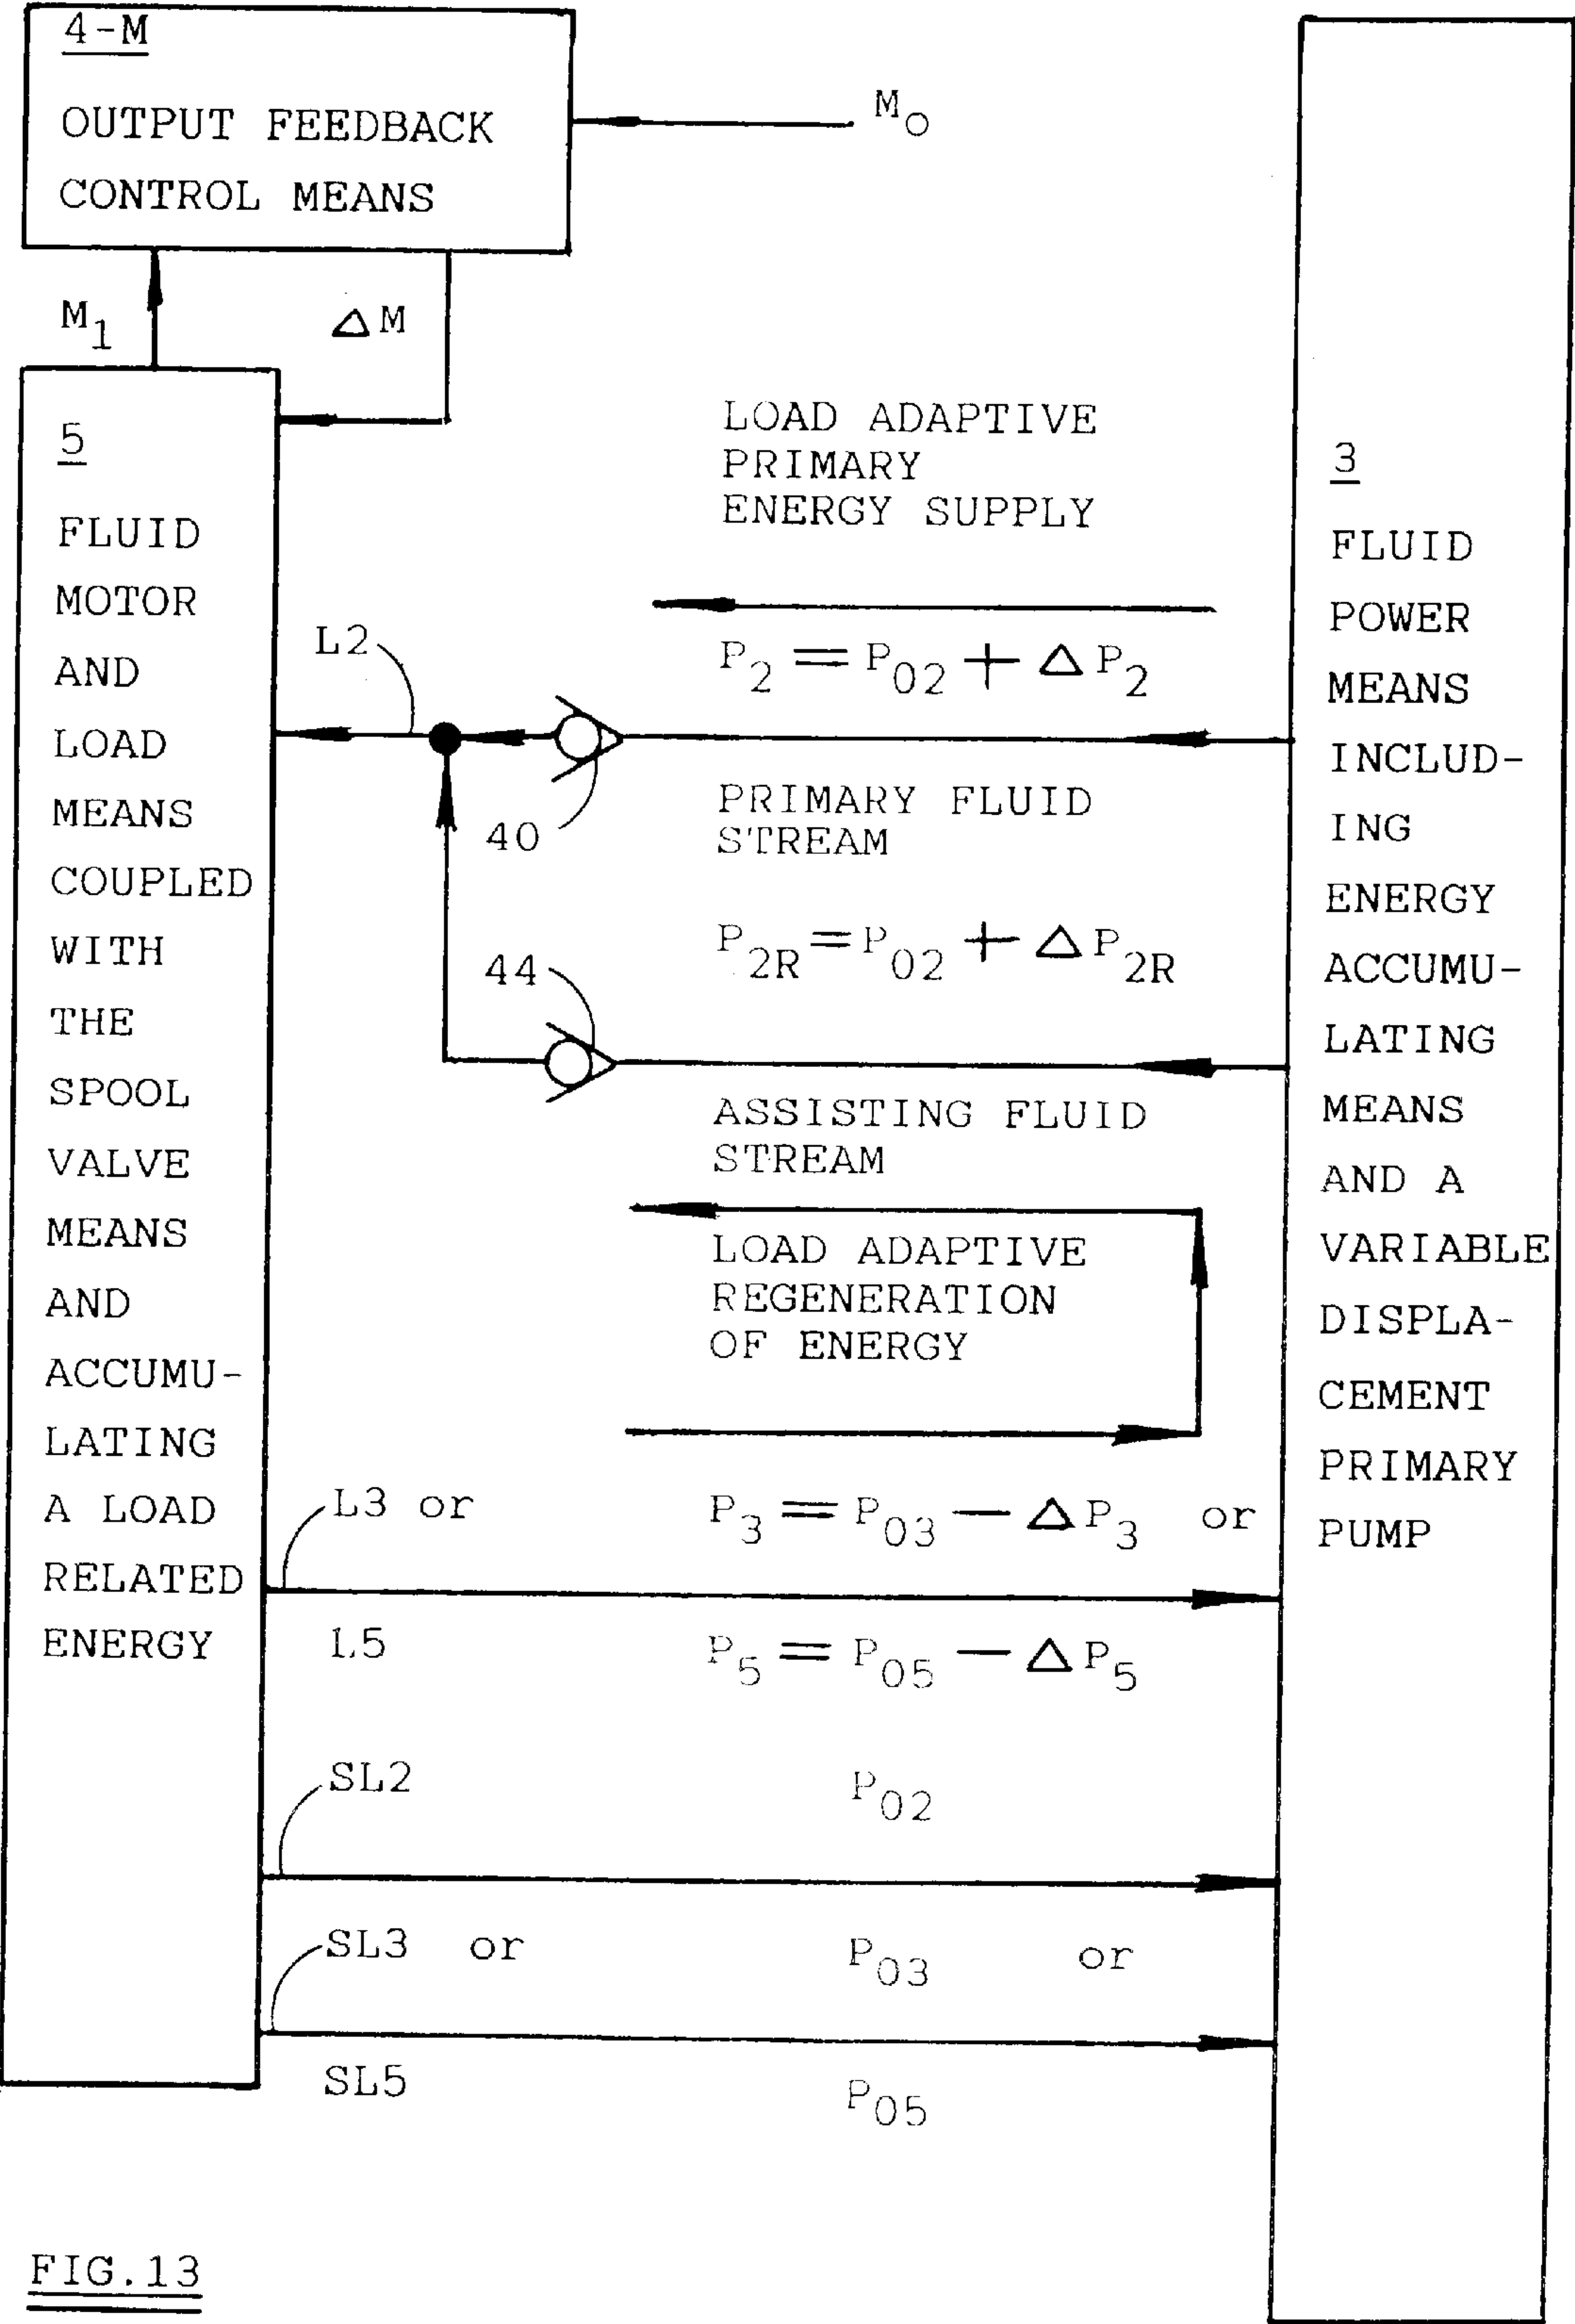 4-M
OUTPUT FEEDBACK
CONTROL MEANS
M₀
M₁
ΔM
5
FLUID
MOTOR
AND
LOAD
MEANS
COUPLED
WITH
THE
SPOOL
VALVE
MEANS
AND
ACCUMU-
LATING
A LOAD
RELATED
ENERGY
LOAD ADAPTIVE
PRIMARY
ENERGY SUPPLY
L2
P₂ = P₀₂ + ΔP₂
40
PRIMARY FLUID
STREAM
P₂R = P₀₂ + ΔP₂R
44
ASSISTING FLUID
STREAM
LOAD ADAPTIVE
REGENERATION
OF ENERGY
L3 or
P₃ = P₀₃ − ΔP₃ or
L5
P₅ = P₀₅ − ΔP₅
SL2
P₀₂
SL3 or
P₀₃ or
SL5
P₀₅
3
FLUID
POWER
MEANS
INCLUD-
ING
ENERGY
ACCUMU-
LATING
MEANS
AND A
VARIABLE
DISPLA-
CEMENT
PRIMARY
PUMP
FIG.13